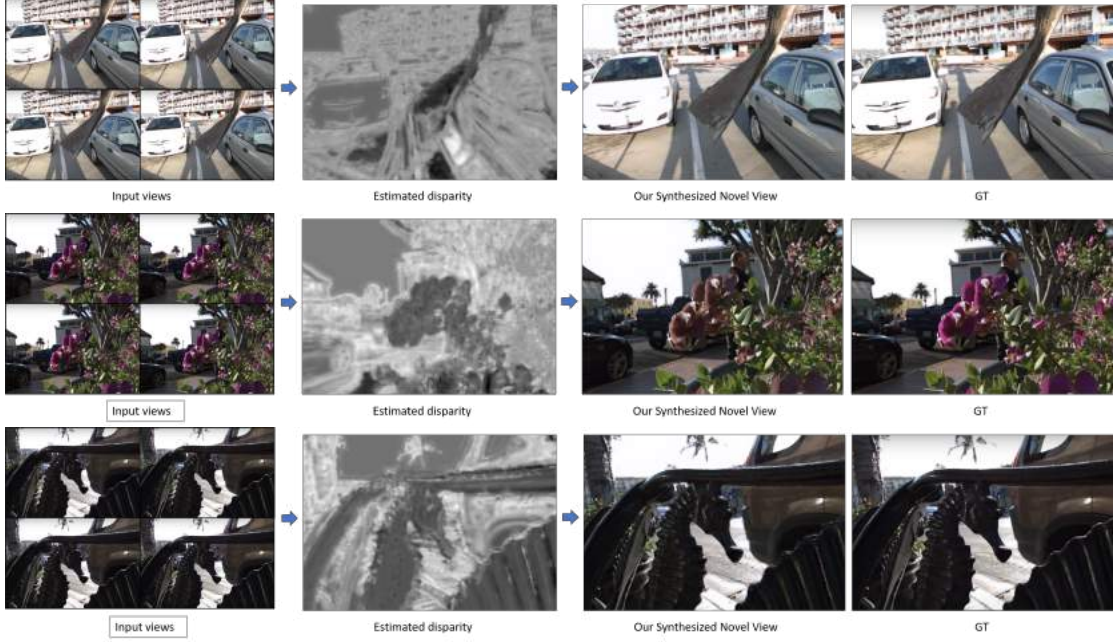 Input views
Estimated disparity
Our Synthesized Novel View
GT
Input views
Estimated disparity
Our Synthesized Novel View
GT
Input views
Estimated disparity
Our Synthesized Novel View
GT